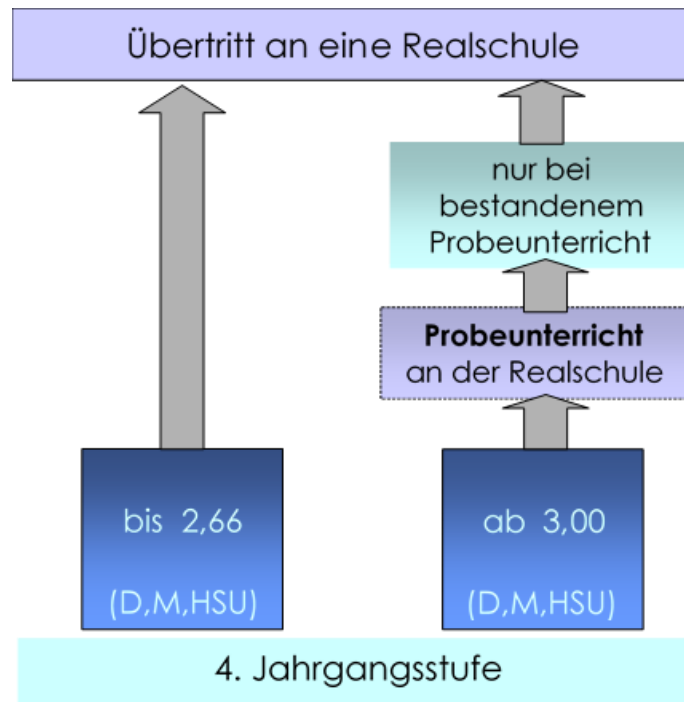 Übertritt an eine Realschule
nur bei
bestandenem
Probeunterricht
Probeunterricht
an der Realschule
bis 2,66
(D,M,HSU)
ab 3,00
(D,M,HSU)
4. Jahrgangsstufe